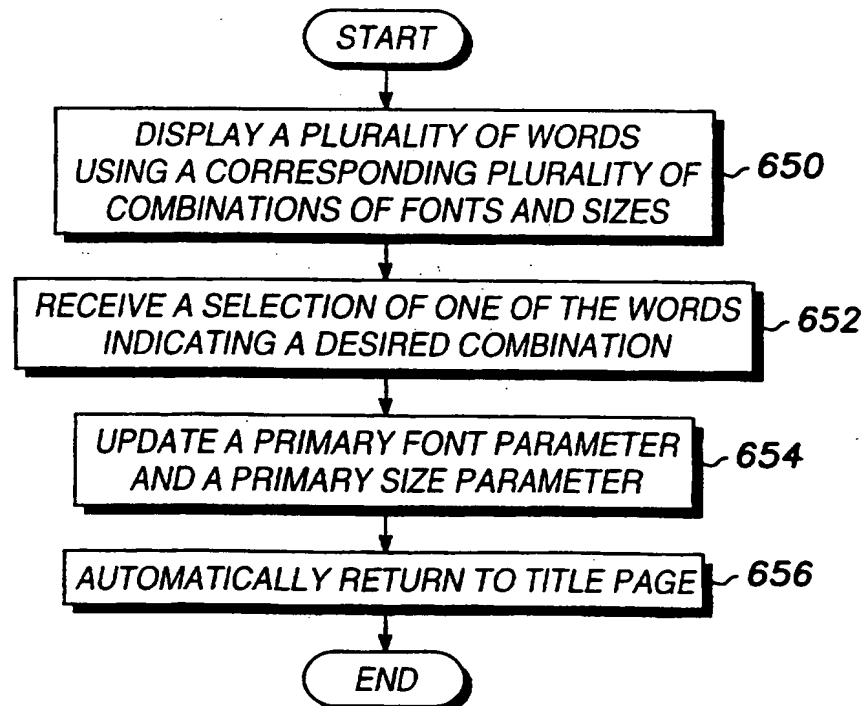 START
DISPLAY A PLURALITY OF WORDS
USING A CORRESPONDING PLURALITY OF
COMBINATIONS OF FONTS AND SIZES
650
RECEIVE A SELECTION OF ONE OF THE WORDS
INDICATING A DESIRED COMBINATION
652
UPDATE A PRIMARY FONT PARAMETER
AND A PRIMARY SIZE PARAMETER
654
AUTOMATICALLY RETURN TO TITLE PAGE
656
END